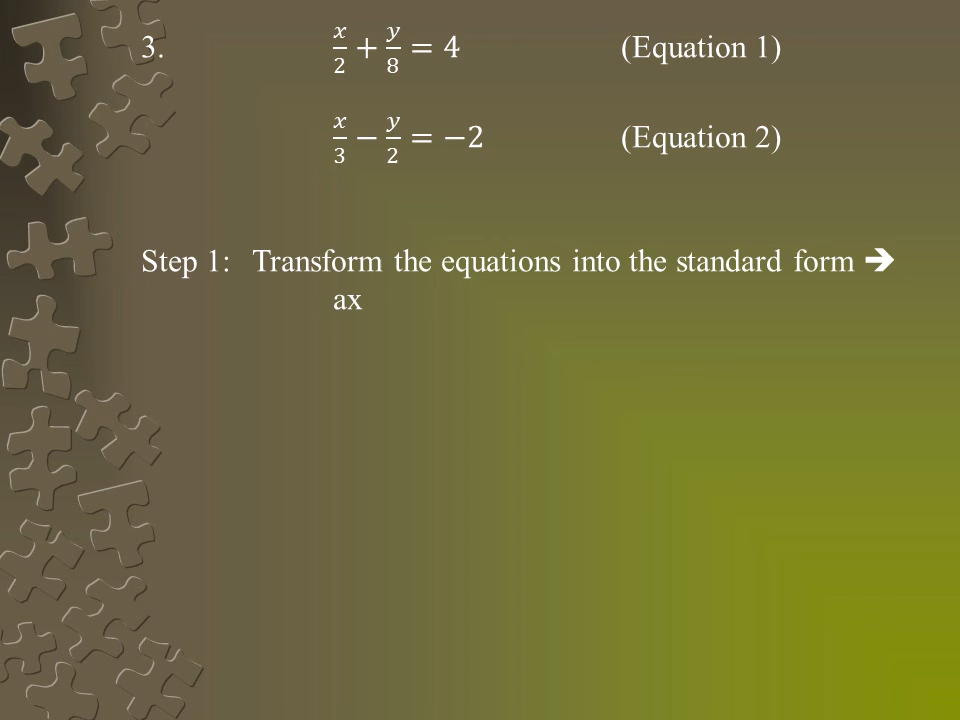 3. x/2 + y/8 = 4 (Equation 1)
x/3 − y/2 = −2 (Equation 2)
Step 1: Transform the equations into the standard form ➔
ax